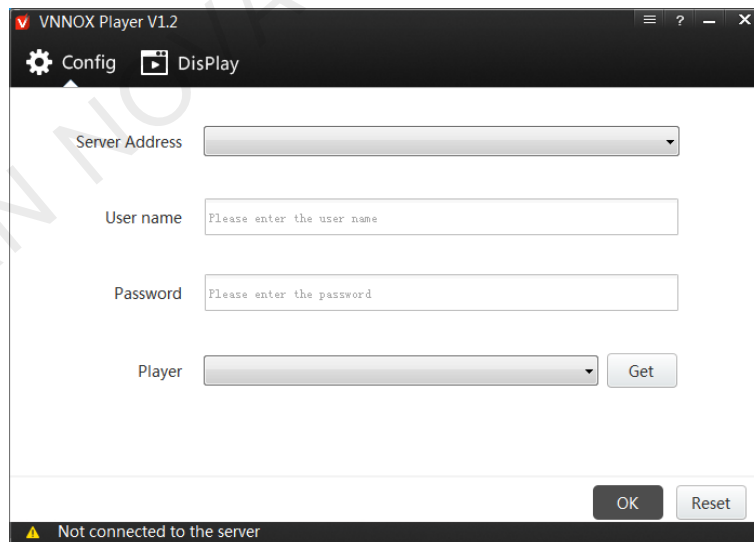 VNNOX Player V1.2
Config DisPlay
Server Address
User name Please enter the user name
Password Please enter the password
Player Get
OK Reset
Not connected to the server